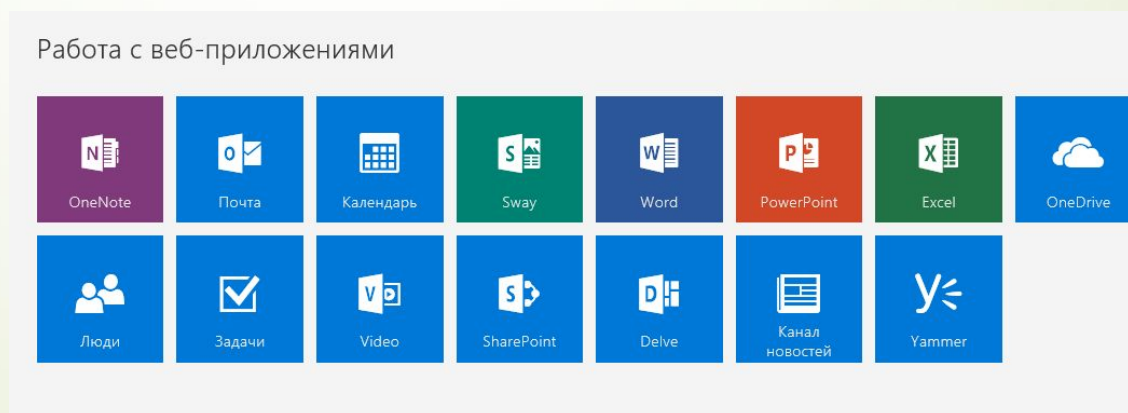 Работа с веб-приложениями
OneNote
Почта
Календарь
Sway
Word
PowerPoint
Excel
OneDrive
Люди
Задачи
Video
SharePoint
Delve
Канал
новостей
Yammer